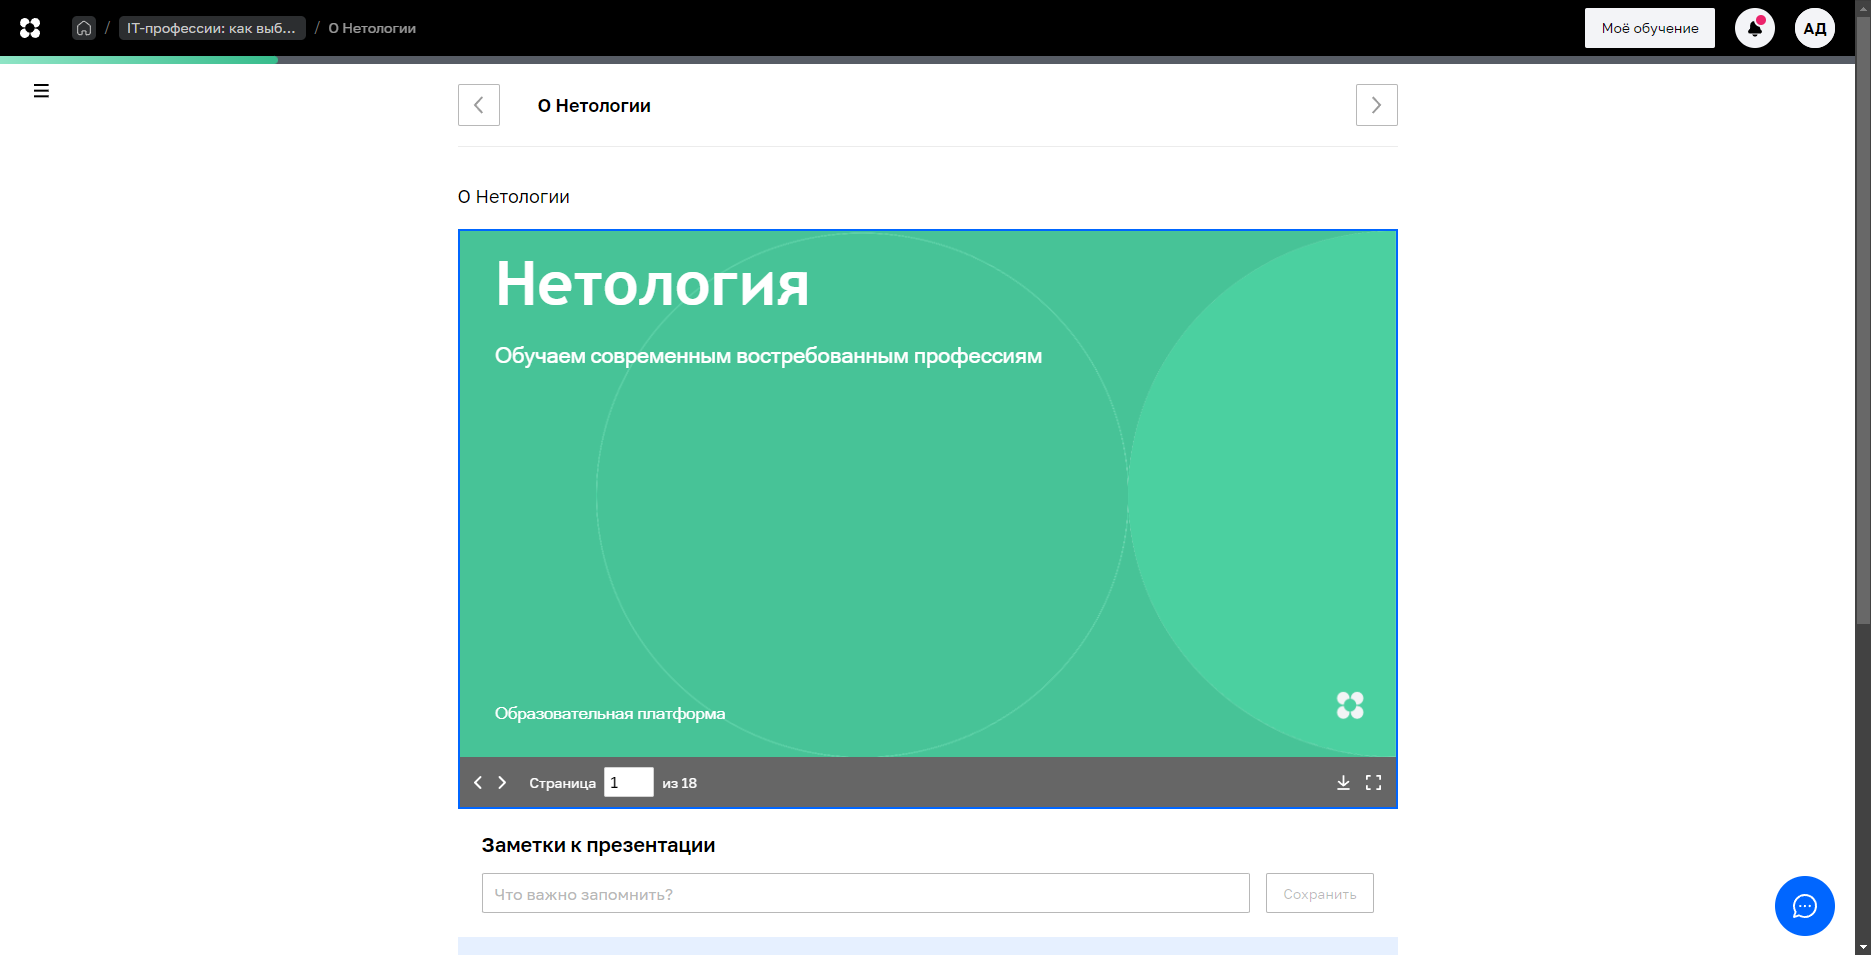 / IT-профессии: как выб... / О Нетологии
Моё обучение
АД
О Нетологии
О Нетологии
Нетология
Обучаем современным востребованным профессиям
Образовательная платформа
Страница 1 из 18
Заметки к презентации
Что важно запомнить?
Сохранить